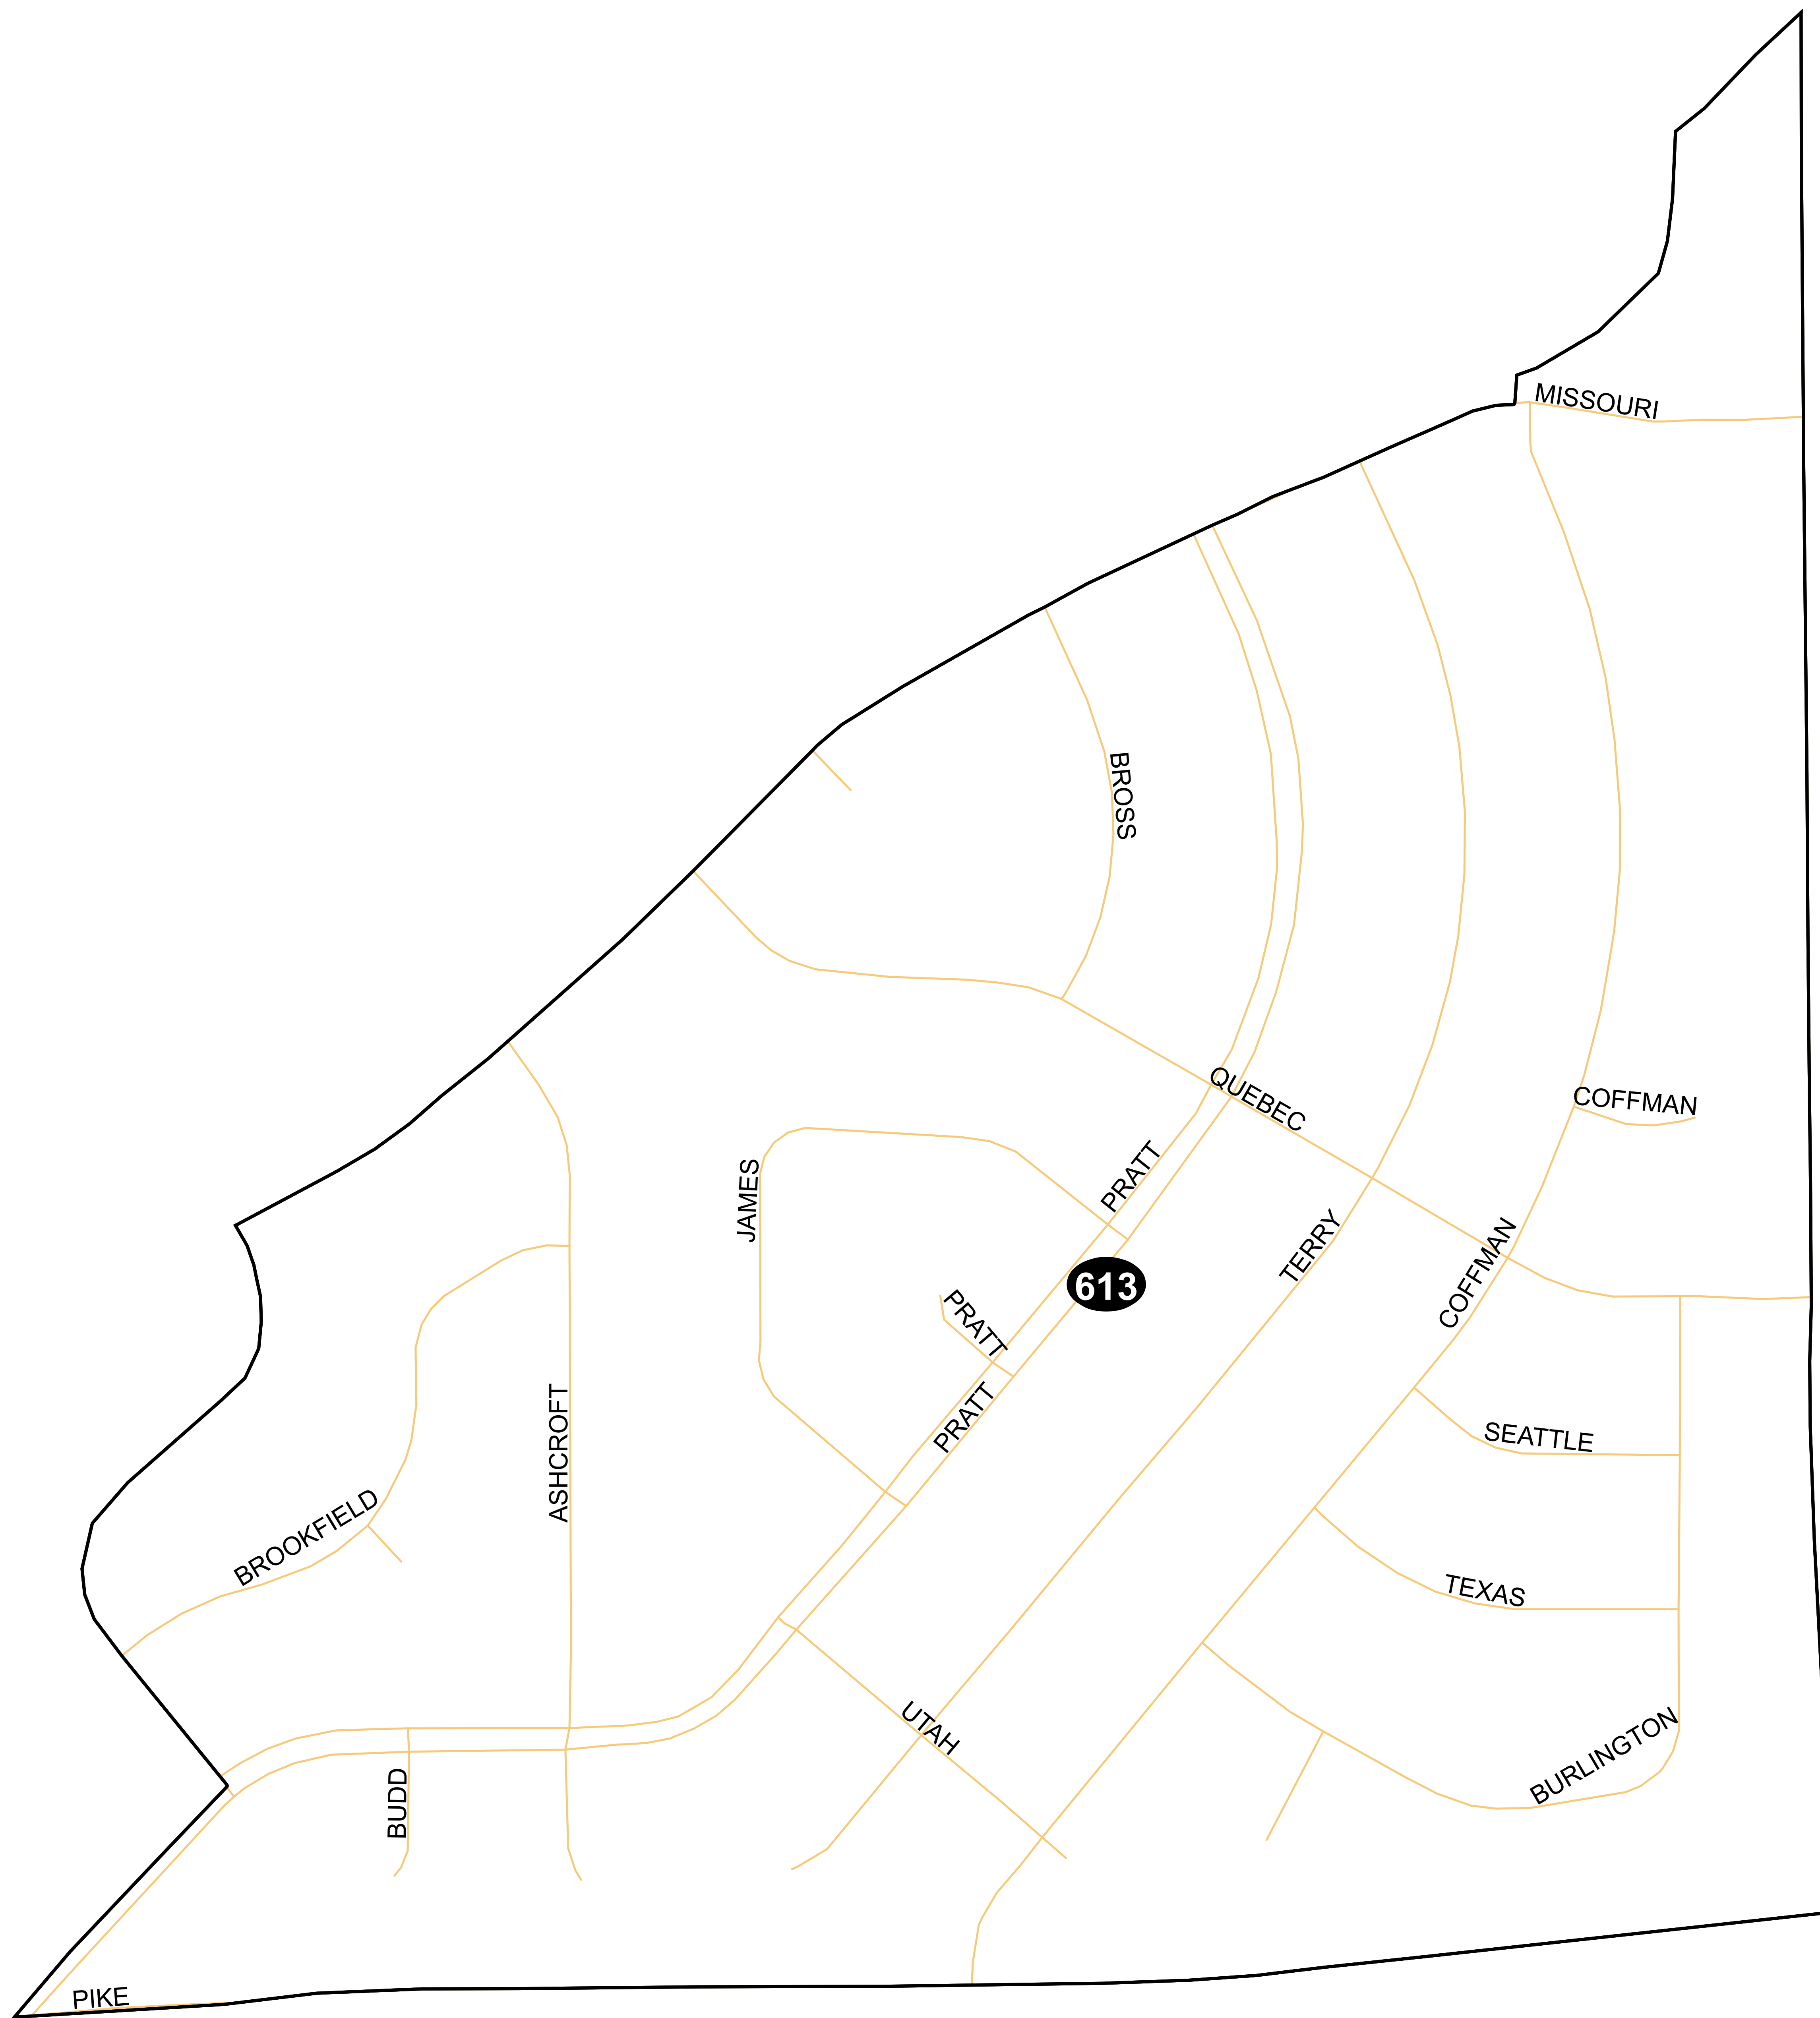 MISSOURI
BROSS
QUEBEC
COFFMAN
PRATT
JAMES
TERRY
COFFMAN
613
PRATT
PRATT
ASHCROFT
SEATTLE
BROOKFIELD
TEXAS
UTAH
BURLINGTON
BUDD
PIKE